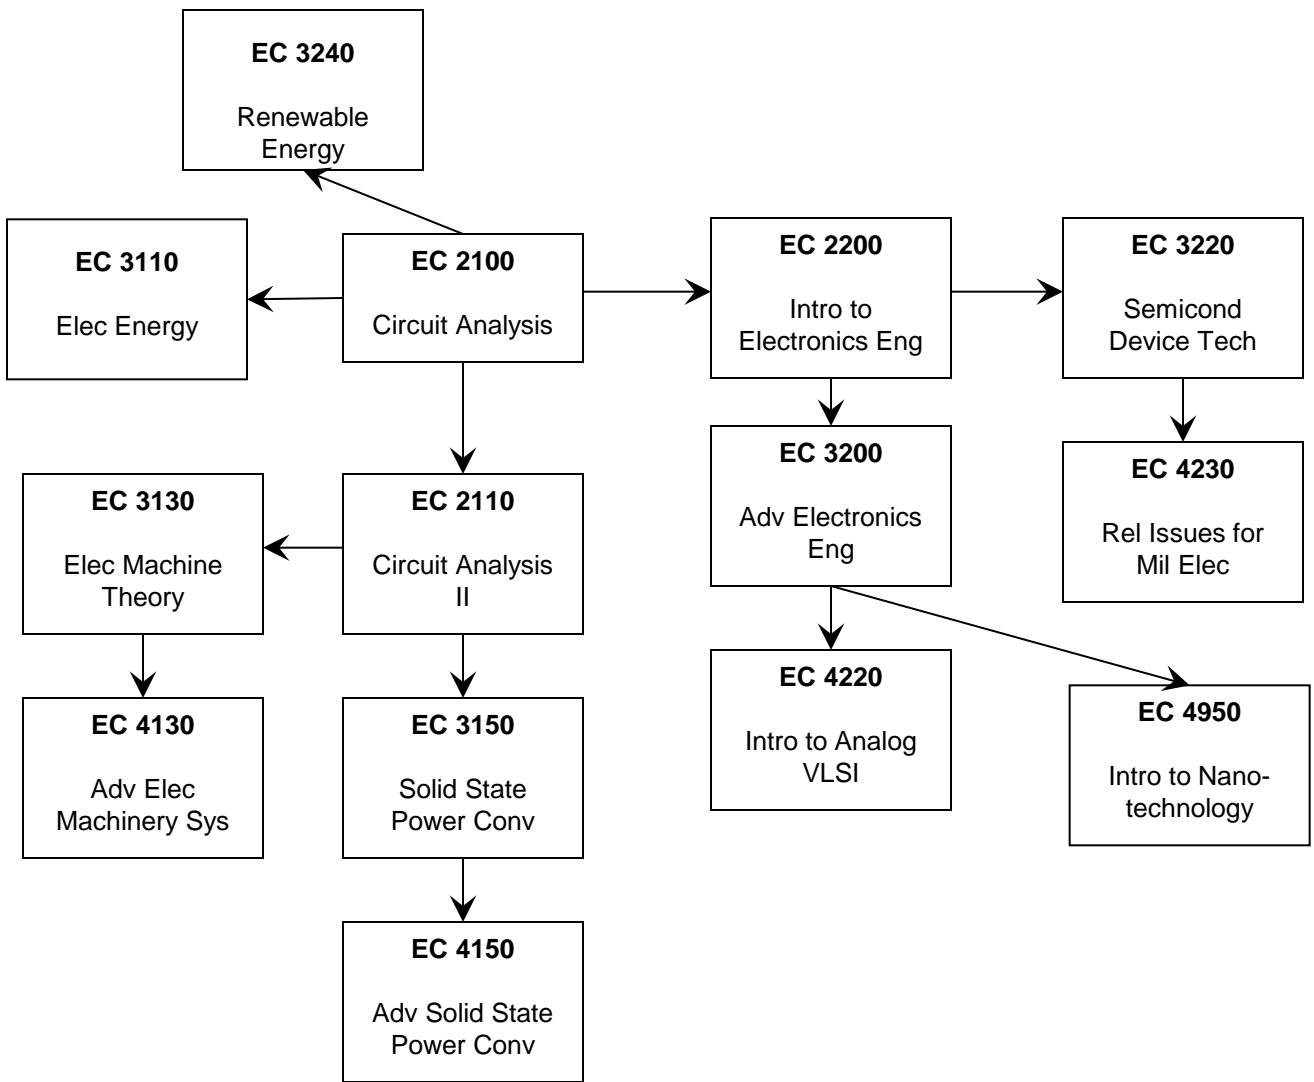 EC 3240
Renewable
Energy
EC 3110
Elec Energy
EC 2100
Circuit Analysis
EC 2200
Intro to
Electronics Eng
EC 3220
Semicond
Device Tech
EC 3130
Elec Machine
Theory
EC 2110
Circuit Analysis
II
EC 3200
Adv Electronics
Eng
EC 4230
Rel Issues for
Mil Elec
EC 4130
Adv Elec
Machinery Sys
EC 3150
Solid State
Power Conv
EC 4220
Intro to Analog
VLSI
EC 4950
Intro to Nano-
technology
EC 4150
Adv Solid State
Power Conv